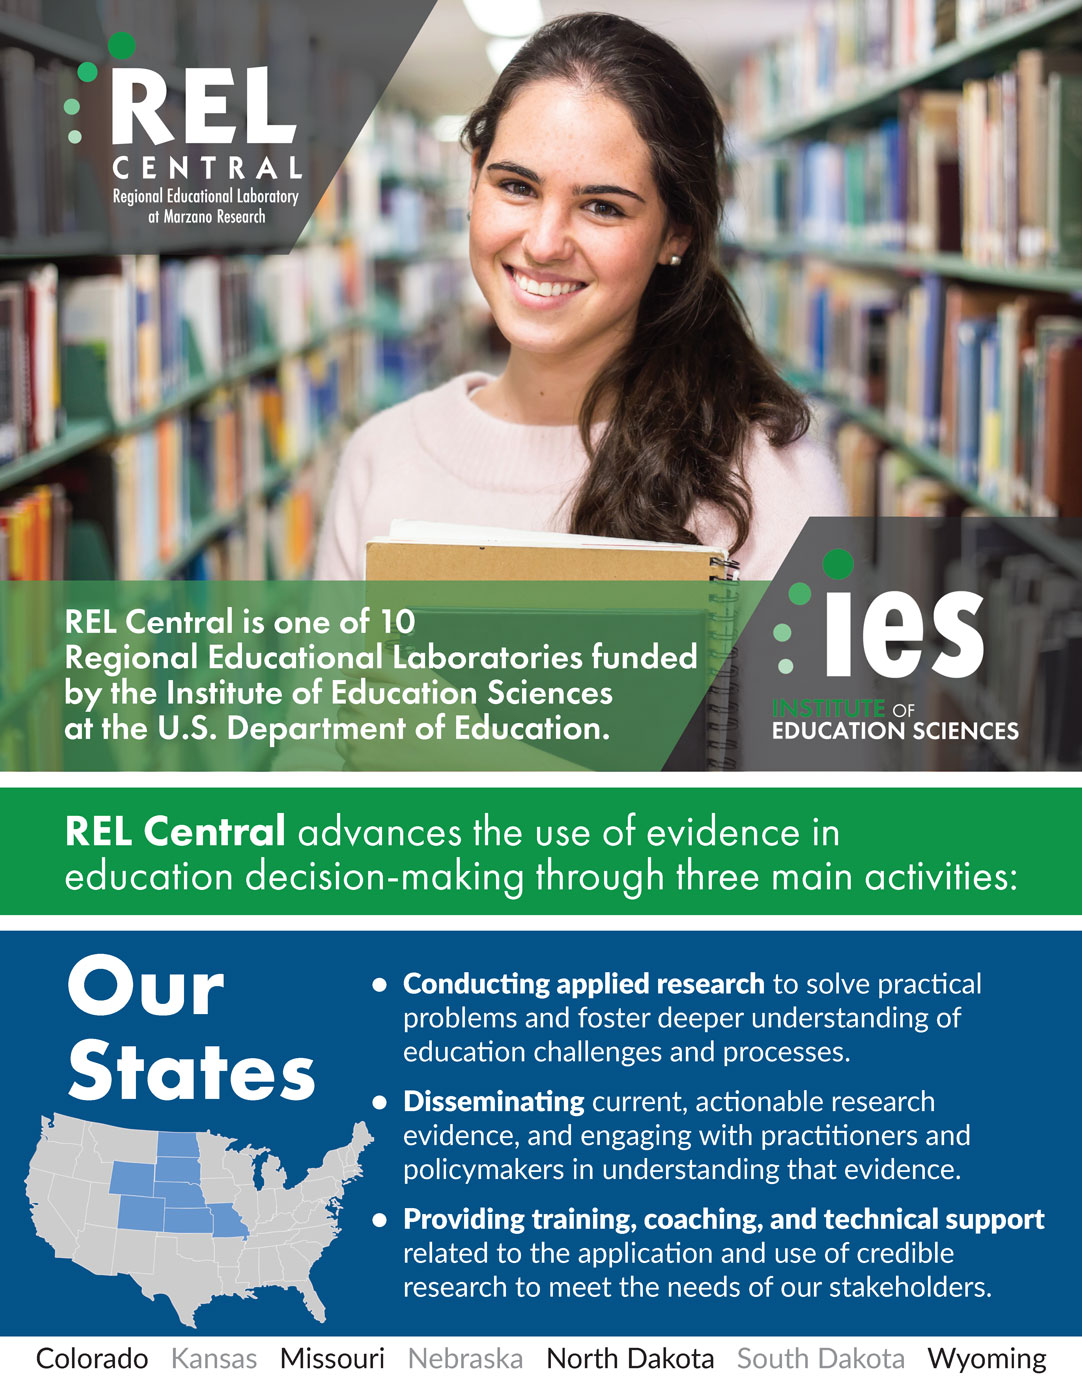 REL
CENTRAL
Regional Educational Laboratory
at Marzano Research
REL Central is one of 10
Regional Educational Laboratories funded
by the Institute of Education Sciences
at the U.S. Department of Education.
ies
INSTITUTE OF
EDUCATION SCIENCES
REL Central advances the use of evidence in
education decision-making through three main activities:
Our
States
• Conducting applied research to solve practical
problems and foster deeper understanding of
education challenges and processes.
• Disseminating current, actionable research
evidence, and engaging with practitioners and
policymakers in understanding that evidence.
• Providing training, coaching, and technical support
related to the application and use of credible
research to meet the needs of our stakeholders.
Colorado Kansas Missouri Nebraska North Dakota South Dakota Wyoming